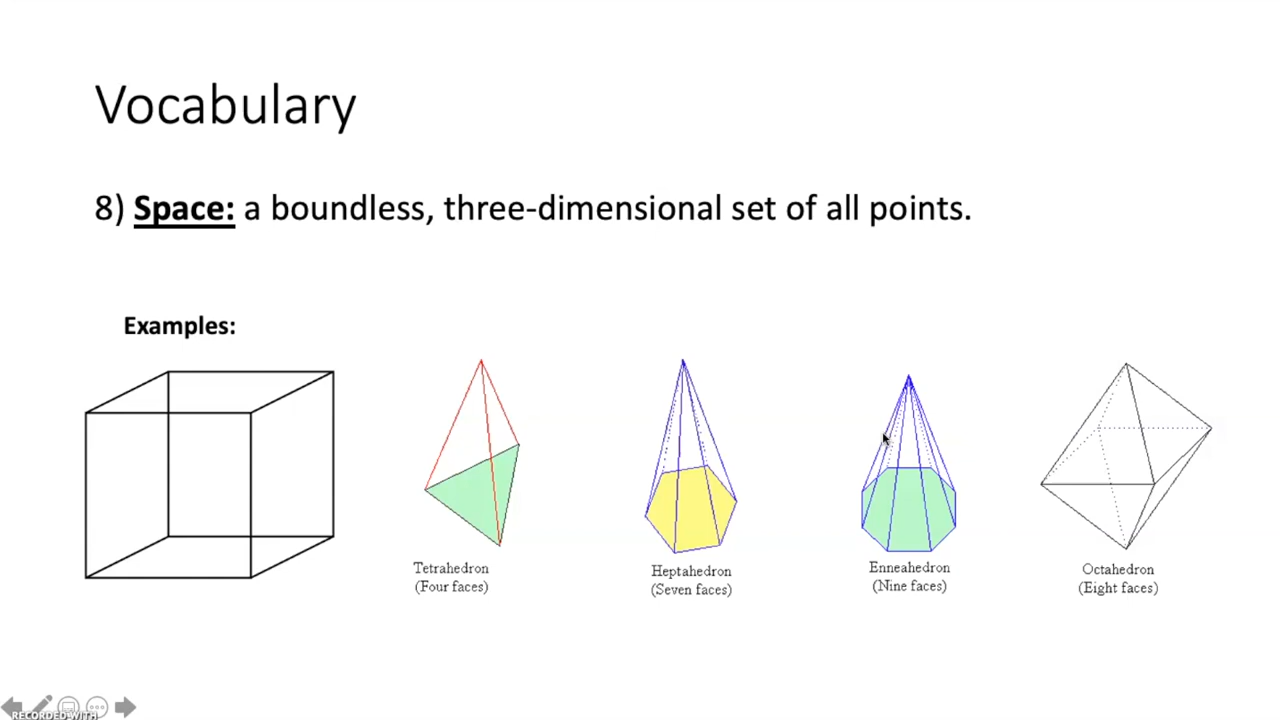 Vocabulary
8) Space: a boundless, three-dimensional set of all points.
Examples:
Tetrahedron
(Four faces)
Heptahedron
(Seven faces)
Enneahedron
(Nine faces)
Octahedron
(Eight faces)
RECORDED WITH